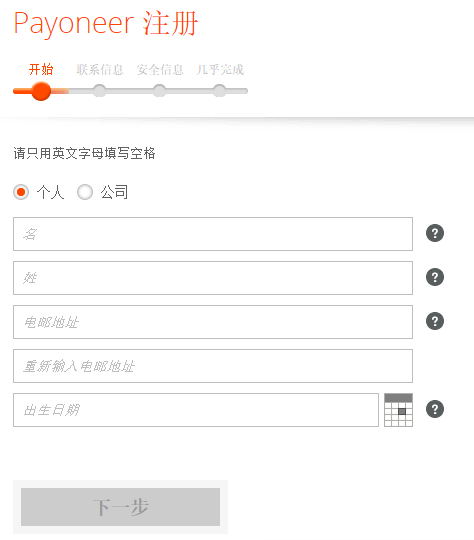 Payoneer 注册
开始 联系信息 安全信息 几乎完成
请只用英文字母填写空格
个人 公司
名
?
姓
?
电邮地址
?
重新输入电邮地址
出生日期
?
下一步